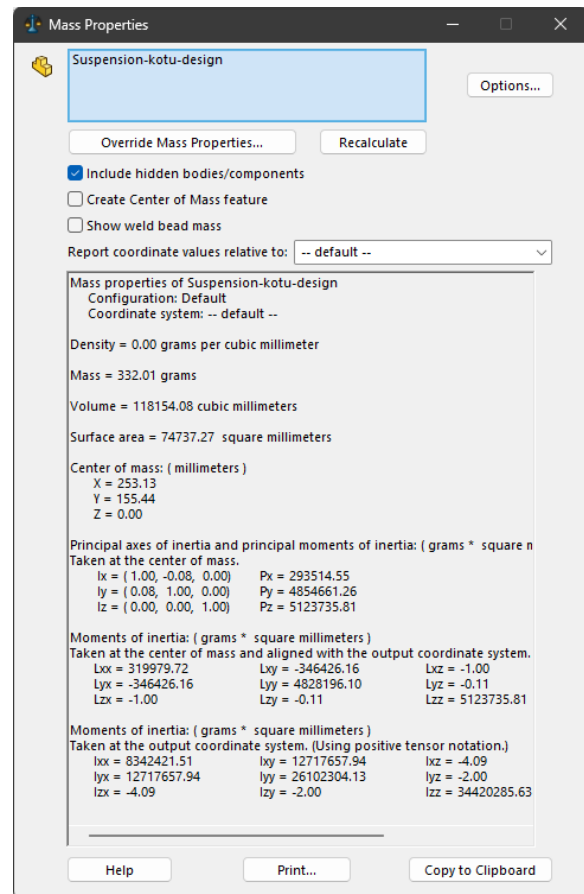 Mass Properties
Suspension-kotu-design
Options...
Override Mass Properties...
Recalculate
Include hidden bodies/components
Create Center of Mass feature
Show weld bead mass
Report coordinate values relative to: -- default --
Mass properties of Suspension-kotu-design
Configuration: Default
Coordinate system: -- default --
Density = 0.00 grams per cubic millimeter
Mass = 332.01 grams
Volume = 118154.08 cubic millimeters
Surface area = 74737.27 square millimeters
Center of mass: ( millimeters )
X = 253.13
Y = 155.44
Z = 0.00
Principal axes of inertia and principal moments of inertia: ( grams * square m
Taken at the center of mass.
Ix = ( 1.00, -0.08, 0.00) Px = 293514.55
Iy = ( 0.08, 1.00, 0.00) Py = 4854661.26
Iz = ( 0.00, 0.00, 1.00) Pz = 5123735.81
Moments of inertia: ( grams * square millimeters )
Taken at the center of mass and aligned with the output coordinate system.
Lxx = 319979.72 Lxy = -346426.16 Lxz = -1.00
Lyx = -346426.16 Lyy = 4828196.10 Lyz = -0.11
Lzx = -1.00 Lzy = -0.11 Lzz = 5123735.81
Moments of inertia: ( grams * square millimeters )
Taken at the output coordinate system. (Using positive tensor notation.)
Ixx = 8342421.51 Ixy = 12717657.94 Ixz = -4.09
Iyx = 12717657.94 Iyy = 26102304.13 Iyz = -2.00
Izx = -4.09 Izy = -2.00 Izz = 34420285.63
Help
Print...
Copy to Clipboard